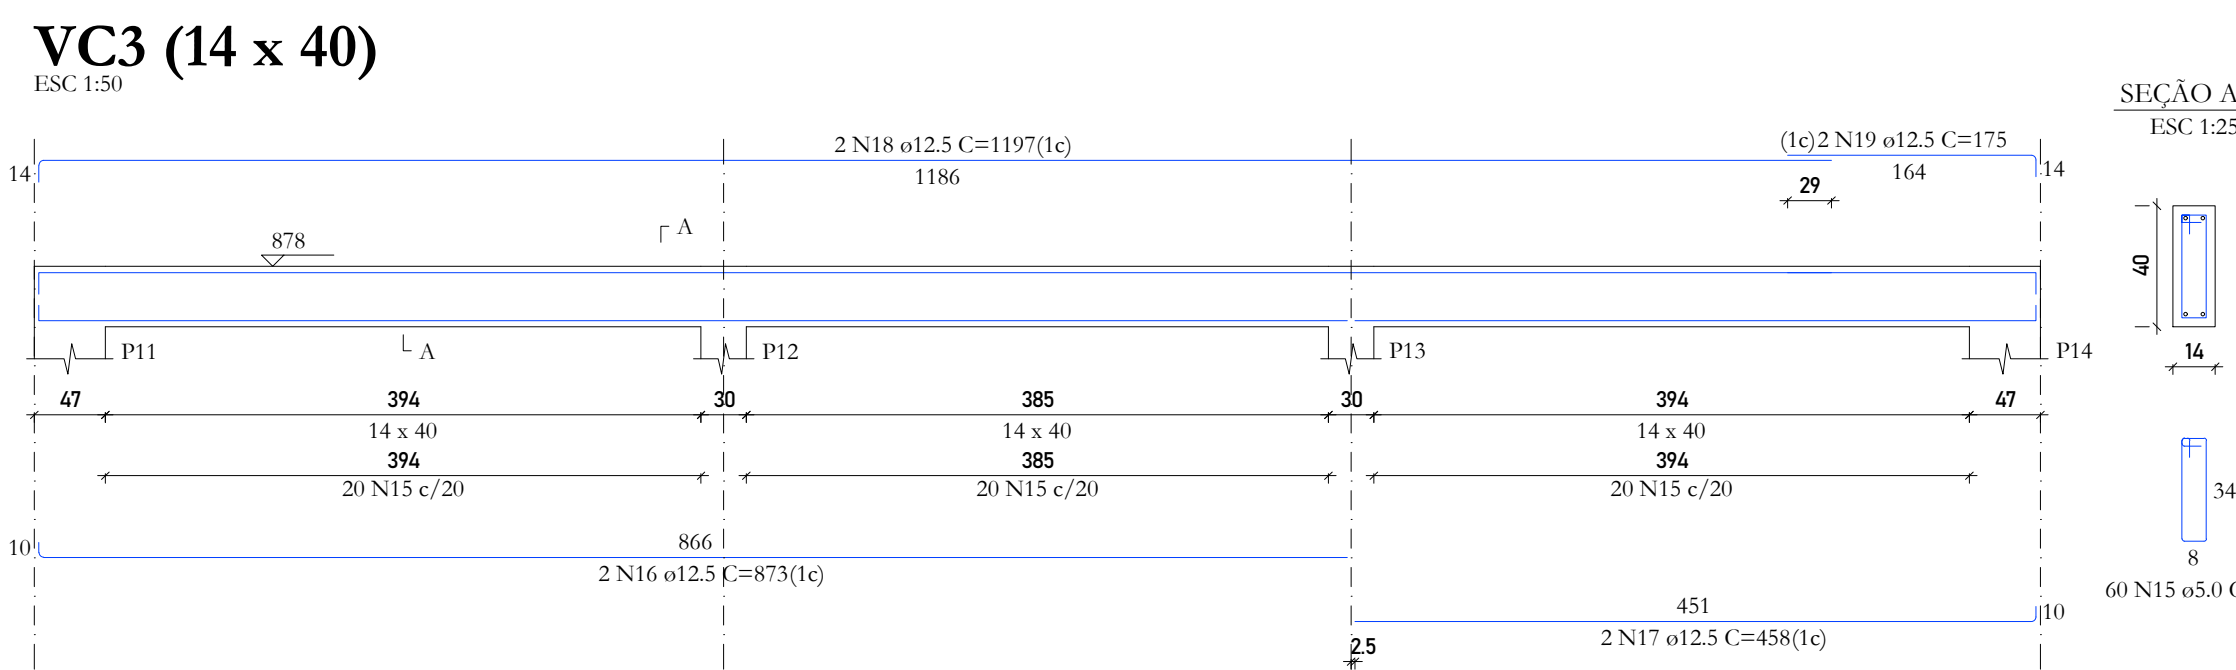 VC3 (14 x 40)
ESC 1:50
SEÇÃO A
ESC 1:25
2 N18 ø12.5 C=1197(1c)
(1c)2 N19 ø12.5 C=175
14
1186
164
14
29
A
878
40
P11
A
P12
P13
P14
14
47
394
30
385
30
394
47
14 x 40
14 x 40
14 x 40
394
385
394
20 N15 c/20
20 N15 c/20
20 N15 c/20
34
10
866
2 N16 ø12.5 C=873(1c)
8
60 N15 ø5.0 C
451
10
2 N17 ø12.5 C=458(1c)
2.5